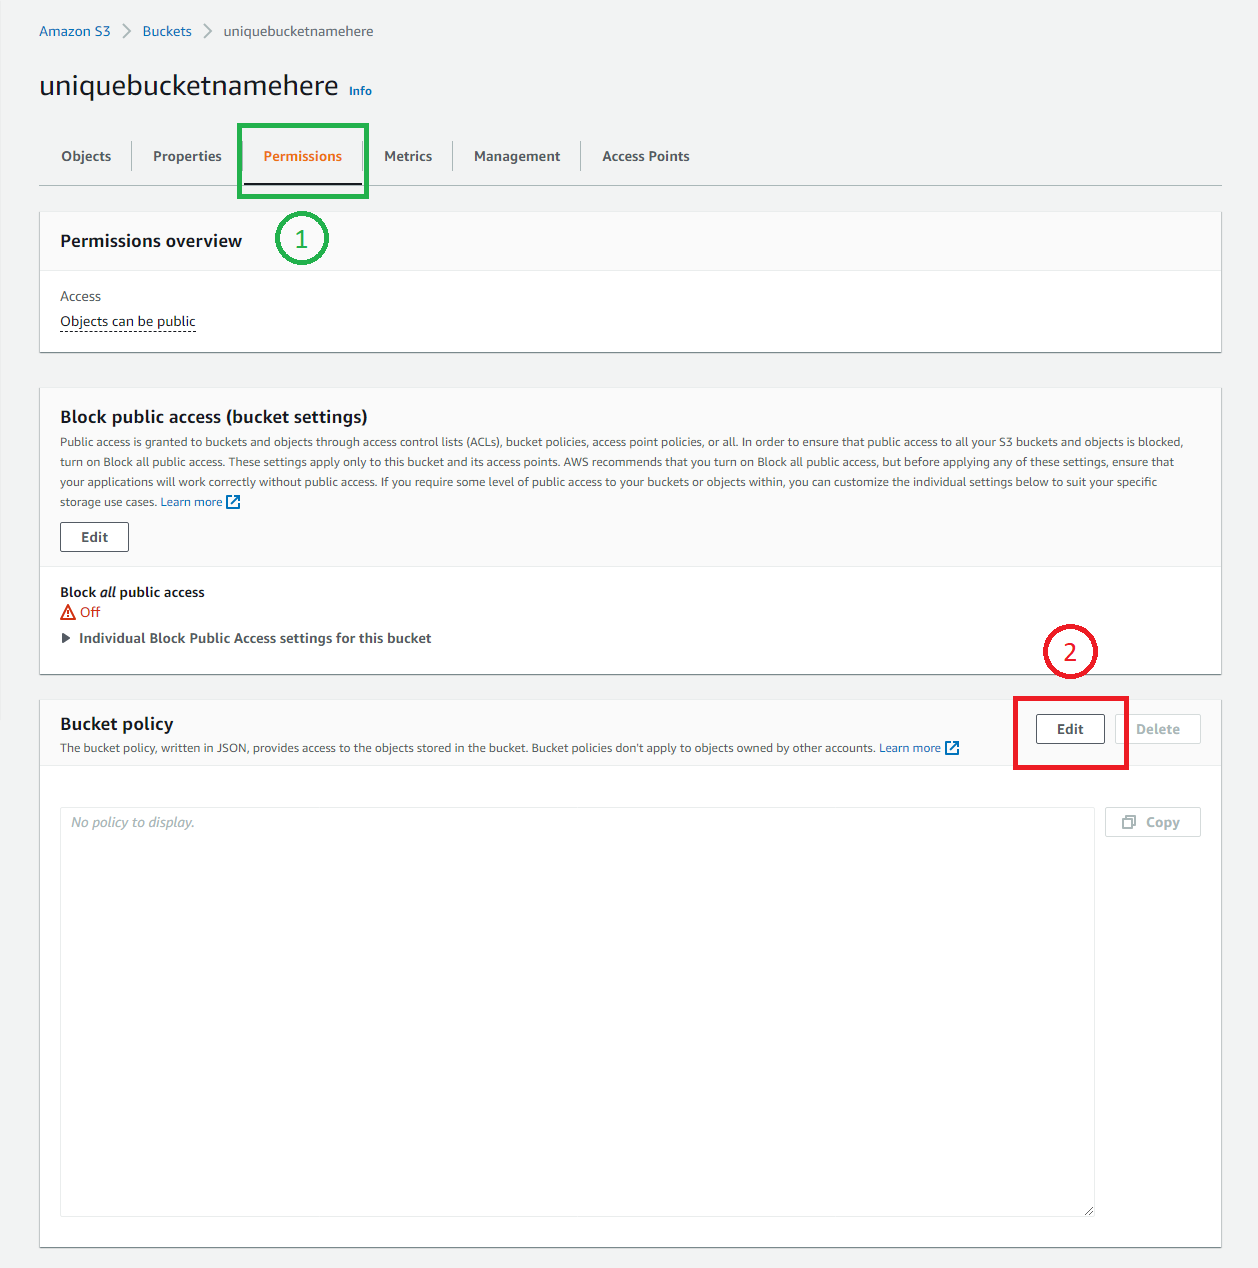 Amazon S3 > Buckets > uniquebucketnamehere
uniquebucketnamehere Info
Objects Properties Permissions Metrics Management Access Points
1
Permissions overview
Access
Objects can be public
Block public access (bucket settings)
Public access is granted to buckets and objects through access control lists (ACLs), bucket policies, access point policies, or all. In order to ensure that public access to all your S3 buckets and objects is blocked,
turn on Block all public access. These settings apply only to this bucket and its access points. AWS recommends that you turn on Block all public access, but before applying any of these settings, ensure that
your applications will work correctly without public access. If you require some level of public access to your buckets or objects within, you can customize the individual settings below to suit your specific
storage use cases. Learn more
Edit
Block all public access
Off
Individual Block Public Access settings for this bucket
2
Bucket policy
Edit Delete
The bucket policy, written in JSON, provides access to the objects stored in the bucket. Bucket policies don't apply to objects owned by other accounts. Learn more
No policy to display.
Copy